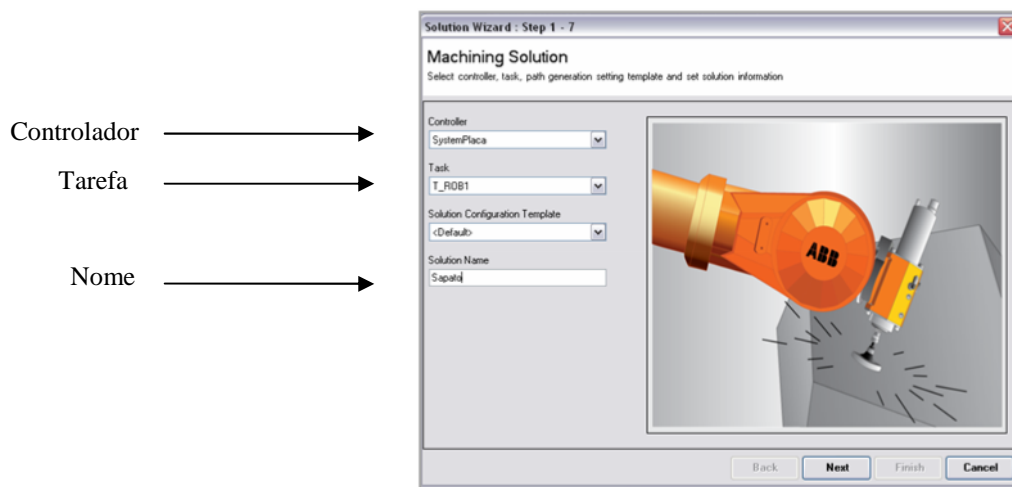 Solution Wizard : Step 1 - 7
Machining Solution
Select controller, task, path generation setting template and set solution information
Controlador
Tarefa
Nome
Controller
SystemPlaca
Task
T_ROB1
Solution Configuration Template
<Default>
Solution Name
Sapato
ABB
Back Next Finish Cancel